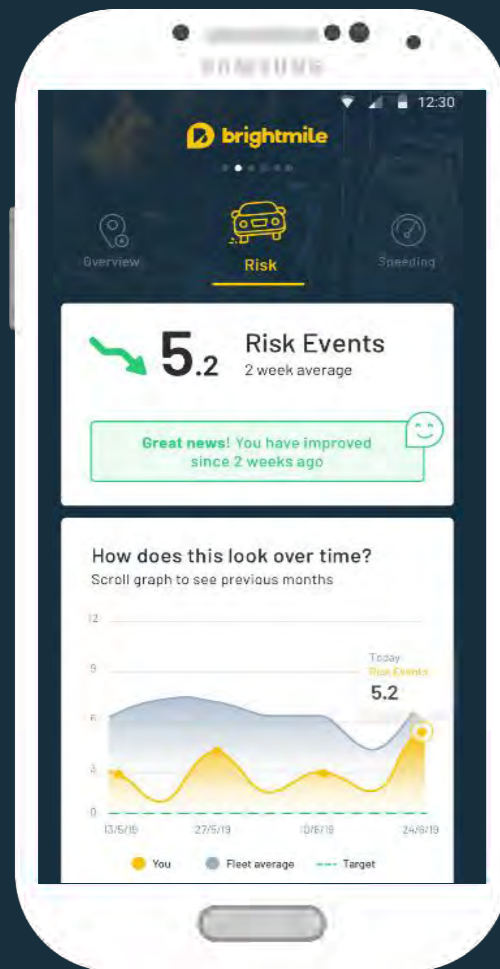 SAMSUNG
12:30
brightmile
Overview
Risk
Speeding
5.2
Risk Events
2 week average
Great news! You have improved
since 2 weeks ago
How does this look over time?
Scroll graph to see previous months
12
9
6
3
0
Today
Risk Events
5.2
13/5/19
27/5/19
10/6/19
24/6/19
You
Fleet average
Target